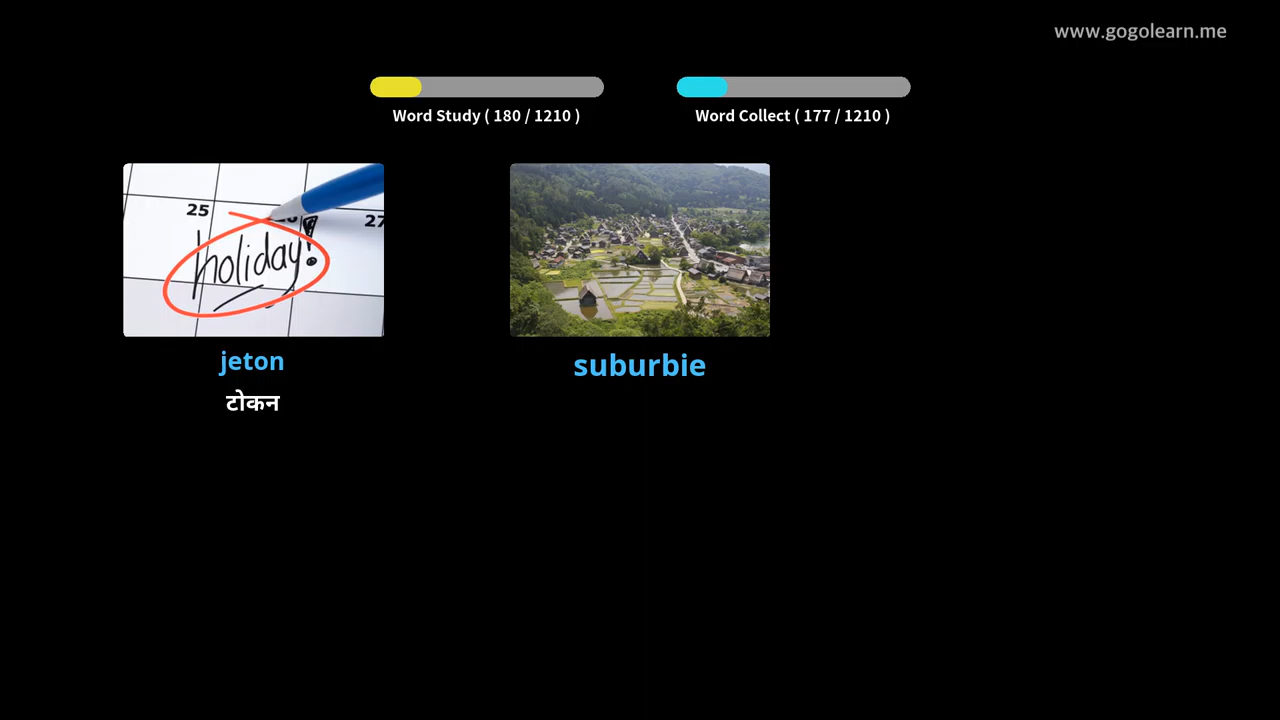 www.gogolearn.me
Word Study ( 180 / 1210 )
Word Collect ( 177 / 1210 )
25
27
holiday!
jeton
टोकन
suburbie